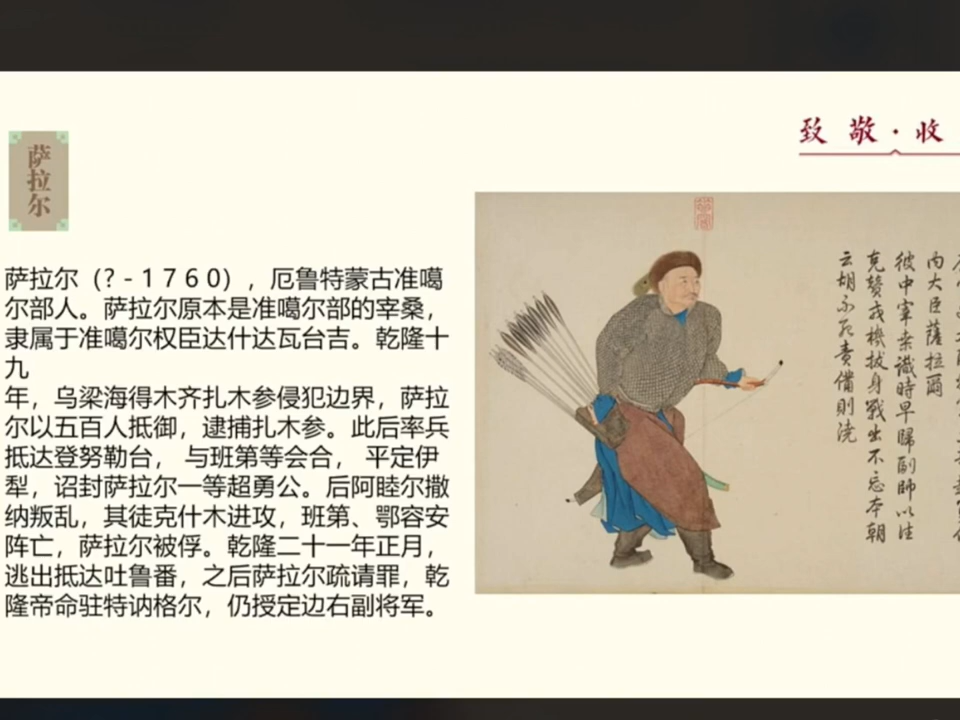 致敬·收
萨拉尔
萨拉尔（?-1760），厄鲁特蒙古准噶
尔部人。萨拉尔原本是准噶尔部的宰桑，
隶属于准噶尔权臣达什达瓦台吉。乾隆十
九
年，乌梁海得木齐扎木参侵犯边界，萨拉
尔以五百人抵御，逮捕扎木参。此后率兵
抵达登努勒台， 与班第等会合， 平定伊
犁，诏封萨拉尔一等超勇公。后阿睦尔撒
纳叛乱，其徒克什木进攻，班第、鄂容安
阵亡，萨拉尔被俘。乾隆二十一年正月，
逃出抵达吐鲁番，之后萨拉尔疏请罪，乾
隆帝命驻特讷格尔，仍授定边右副将军。
内大臣薩拉爾
彼中宰桒識時早歸副帥以往
克贊戎機拔身戰出不忘本朝
云胡不死責備則澆